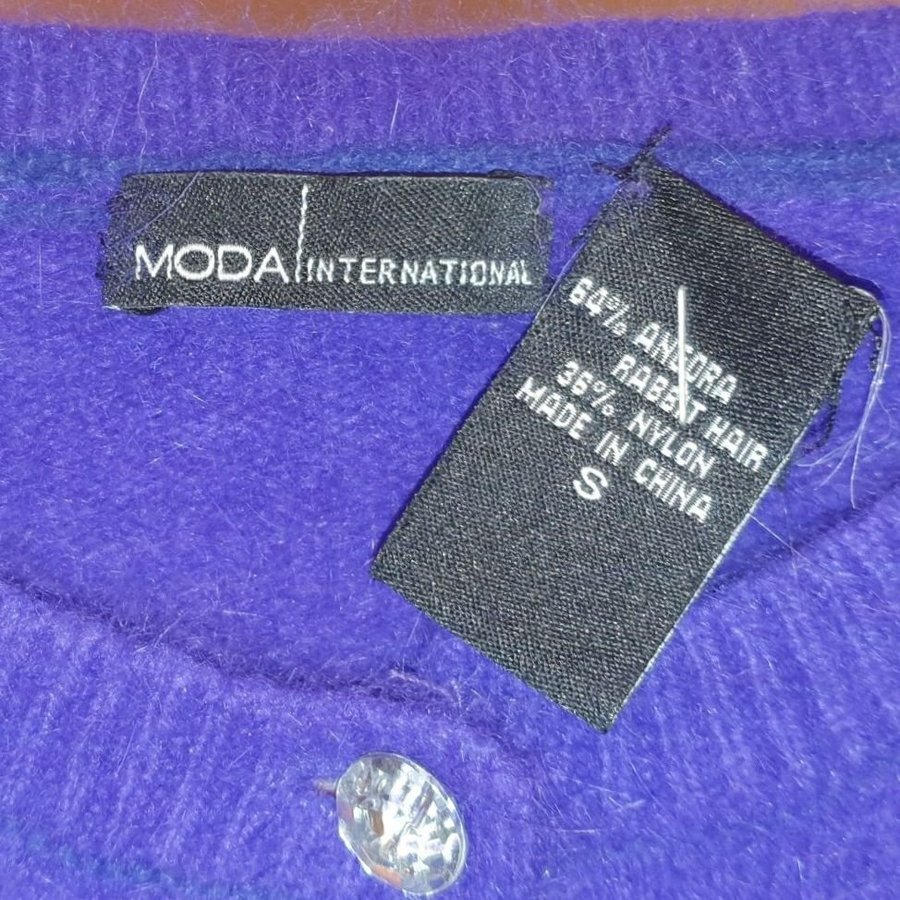 MODA INTERNATIONAL
64% ANGORA
RABBIT HAIR
36% NYLON
MADE IN CHINA
S